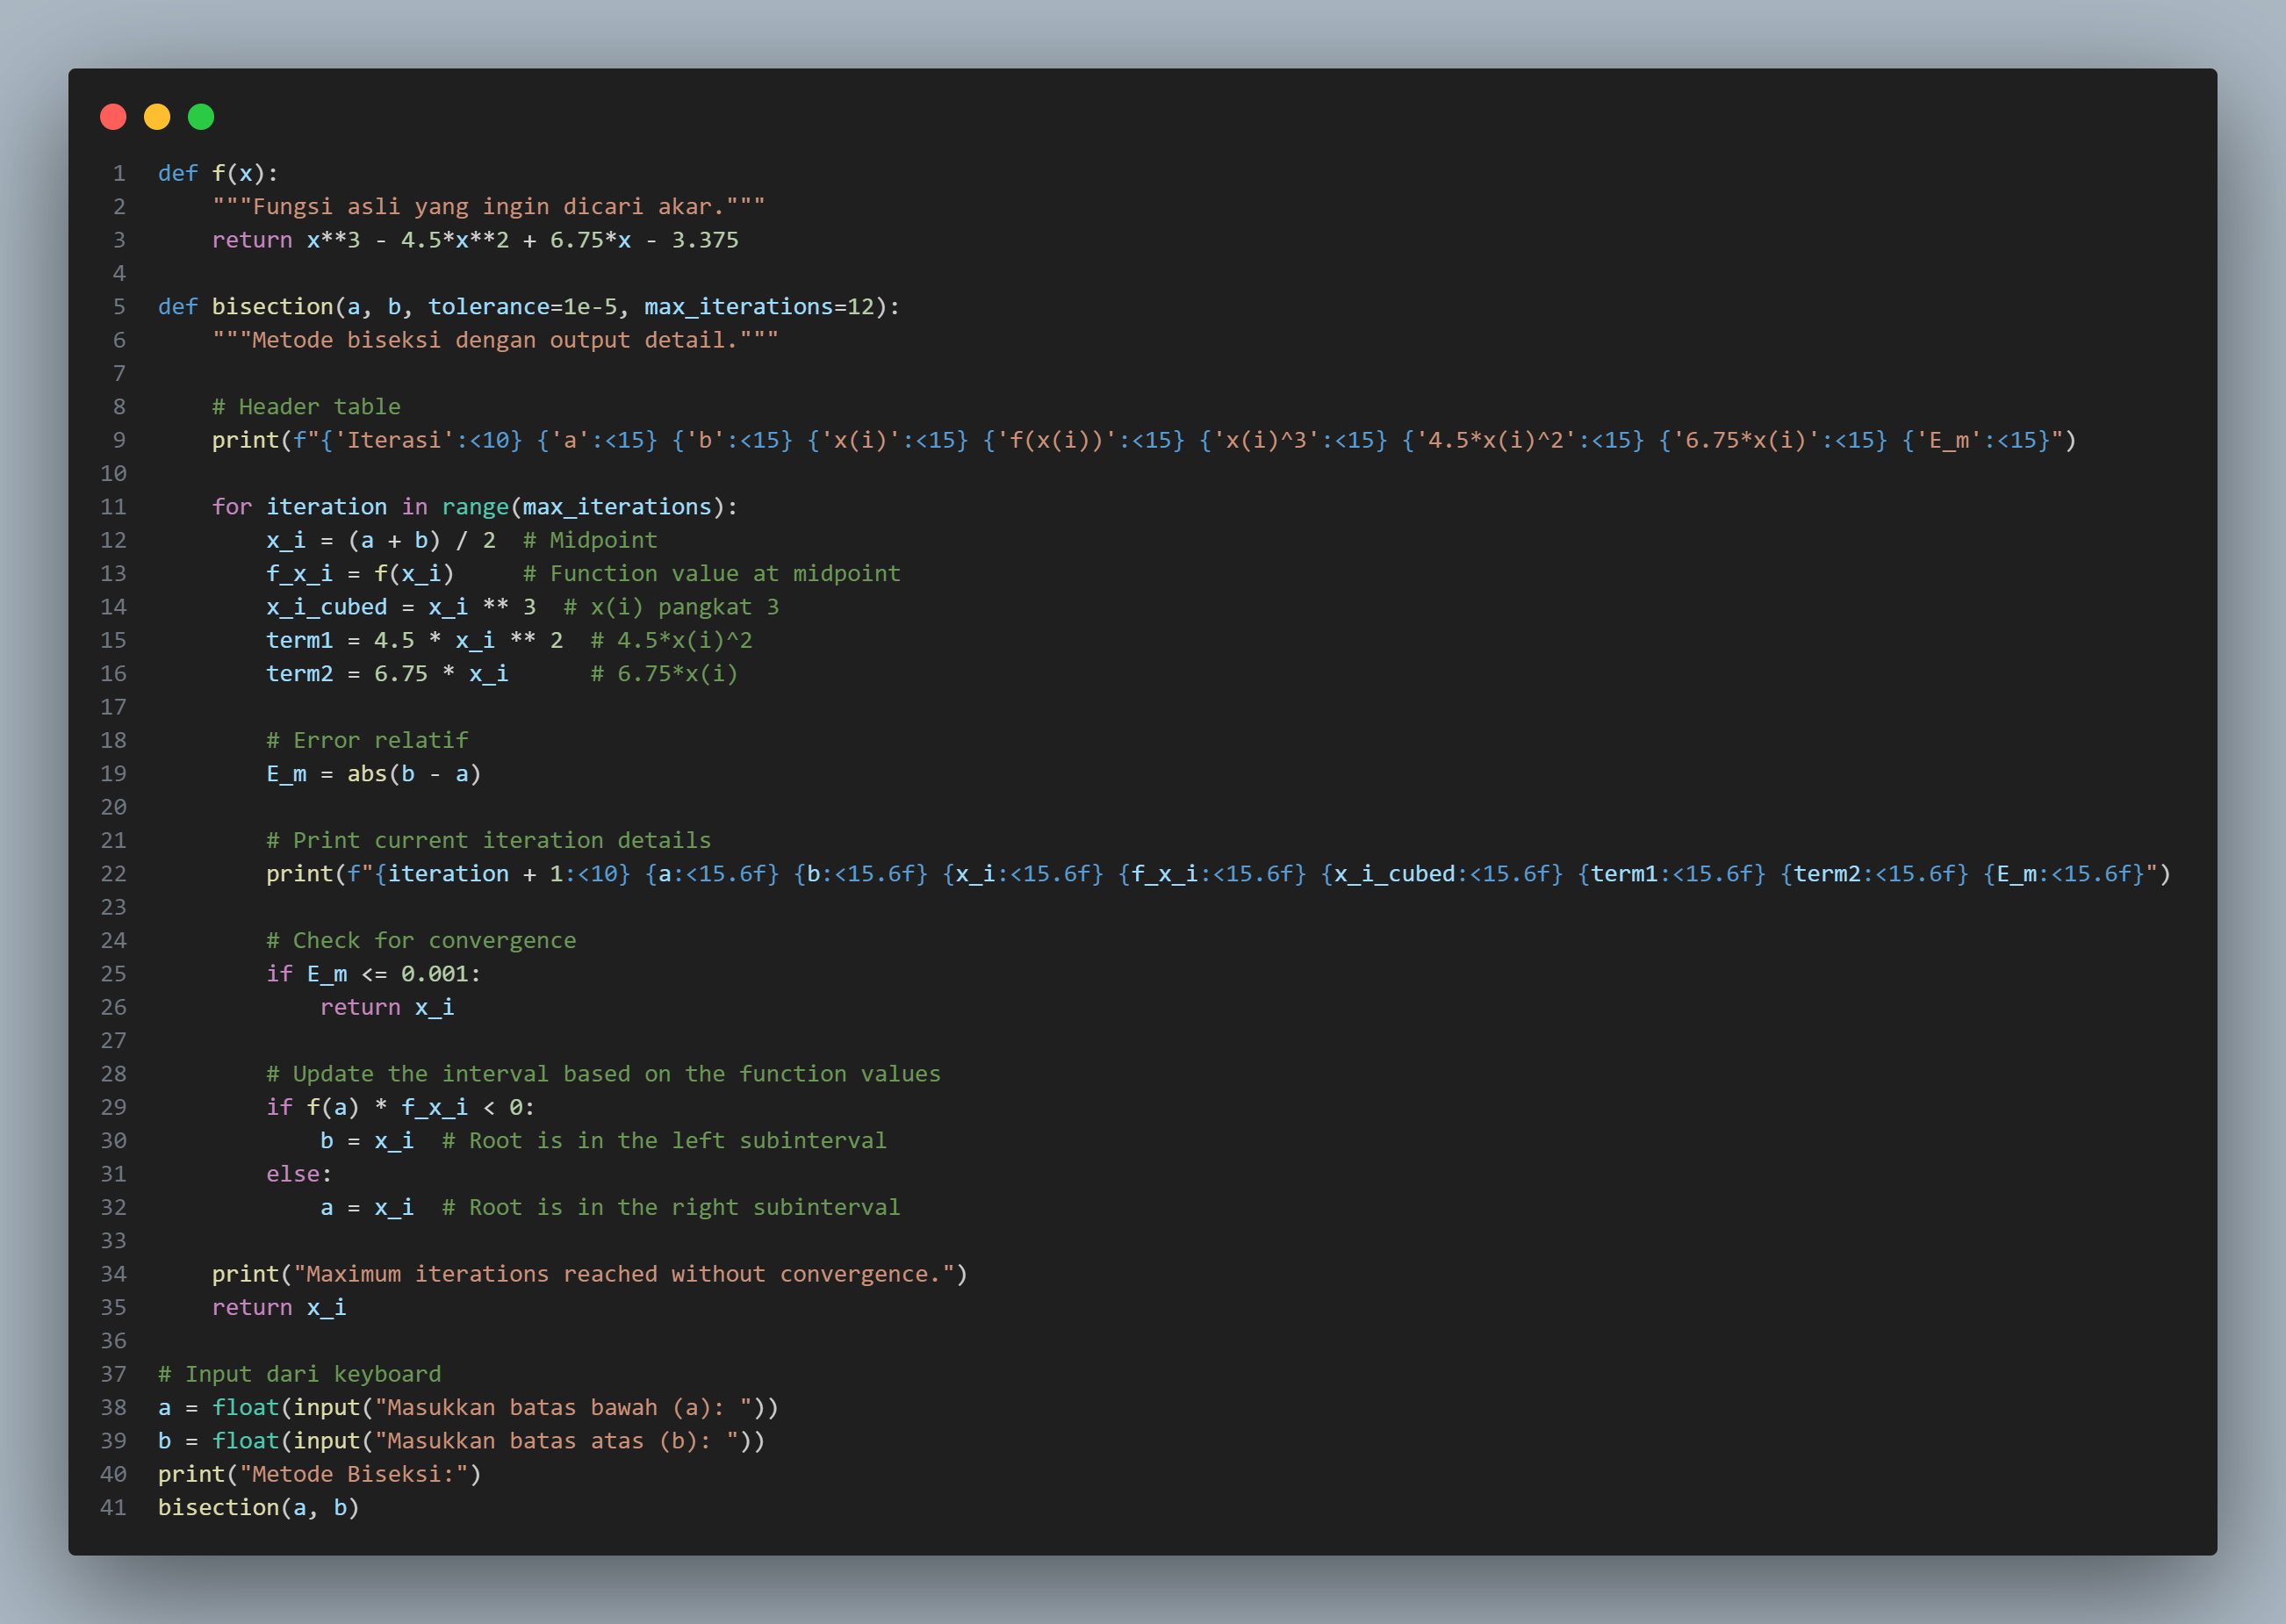 1 def f(x):
2     """Fungsi asli yang ingin dicari akar."""
3     return x**3 - 4.5*x**2 + 6.75*x - 3.375
4
5 def bisection(a, b, tolerance=1e-5, max_iterations=12):
6     """Metode biseksi dengan output detail."""
7
8     # Header table
9     print(f"{'Iterasi':<10} {'a':<15} {'b':<15} {'x(i)':<15} {'f(x(i))':<15} {'x(i)^3':<15} {'4.5*x(i)^2':<15} {'6.75*x(i)':<15} {'E_m':<15}")
10
11     for iteration in range(max_iterations):
12         x_i = (a + b) / 2  # Midpoint
13         f_x_i = f(x_i)     # Function value at midpoint
14         x_i_cubed = x_i ** 3  # x(i) pangkat 3
15         term1 = 4.5 * x_i ** 2  # 4.5*x(i)^2
16         term2 = 6.75 * x_i      # 6.75*x(i)
17
18         # Error relatif
19         E_m = abs(b - a)
20
21         # Print current iteration details
22         print(f"{iteration + 1:<10} {a:<15.6f} {b:<15.6f} {x_i:<15.6f} {f_x_i:<15.6f} {x_i_cubed:<15.6f} {term1:<15.6f} {term2:<15.6f} {E_m:<15.6f}")
23
24         # Check for convergence
25         if E_m <= 0.001:
26             return x_i
27
28         # Update the interval based on the function values
29         if f(a) * f_x_i < 0:
30             b = x_i  # Root is in the left subinterval
31         else:
32             a = x_i  # Root is in the right subinterval
33
34     print("Maximum iterations reached without convergence.")
35     return x_i
36
37 # Input dari keyboard
38 a = float(input("Masukkan batas bawah (a): "))
39 b = float(input("Masukkan batas atas (b): "))
40 print("Metode Biseksi:")
41 bisection(a, b)